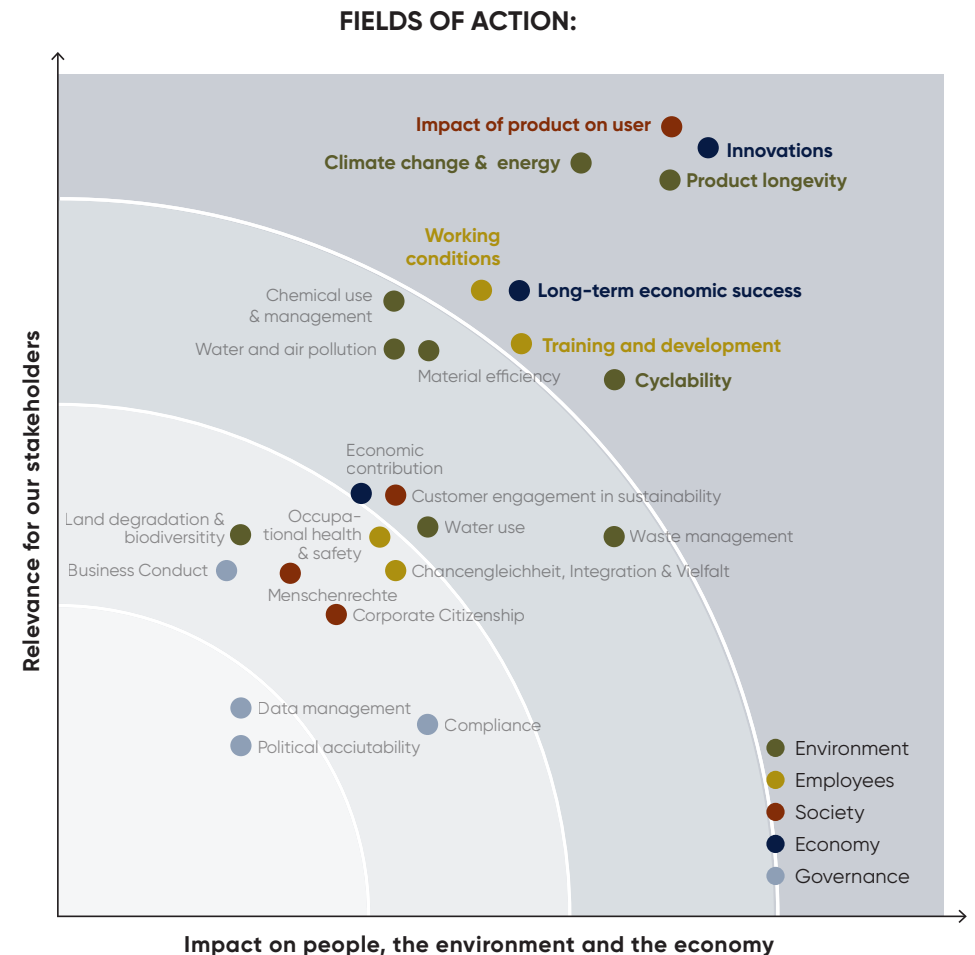 FIELDS OF ACTION:
Impact of product on user
Innovations
Climate change & energy
Product longevity
Working
conditions
Long-term economic success
Chemical use
& management
Water and air pollution
Training and development
Material efficiency
Cyclability
Economic
contribution
Customer engagement in sustainability
Land degradation &
biodiversitity
Occupa-
tional health
& safety
Water use
Waste management
Business Conduct
Chancengleichheit, Integration & Vielfalt
Menschenrechte
Corporate Citizenship
Data management
Compliance
Political acciutability
Environment
Employees
Society
Economy
Governance
Relevance for our stakeholders
Impact on people, the environment and the economy